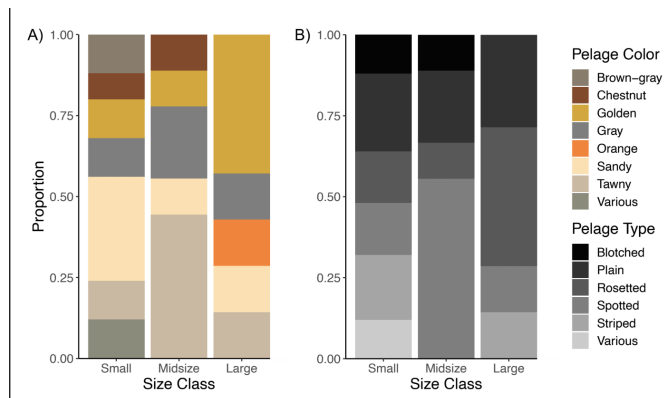 A)
1.00
0.75
0.50
0.25
0.00
Proportion
Small Midsize Large
Size Class
B)
1.00
0.75
0.50
0.25
0.00
Small Midsize Large
Size Class
Pelage Color
Brown-gray
Chestnut
Golden
Gray
Orange
Sandy
Tawny
Various
Pelage Type
Blotched
Plain
Rosetted
Spotted
Striped
Various